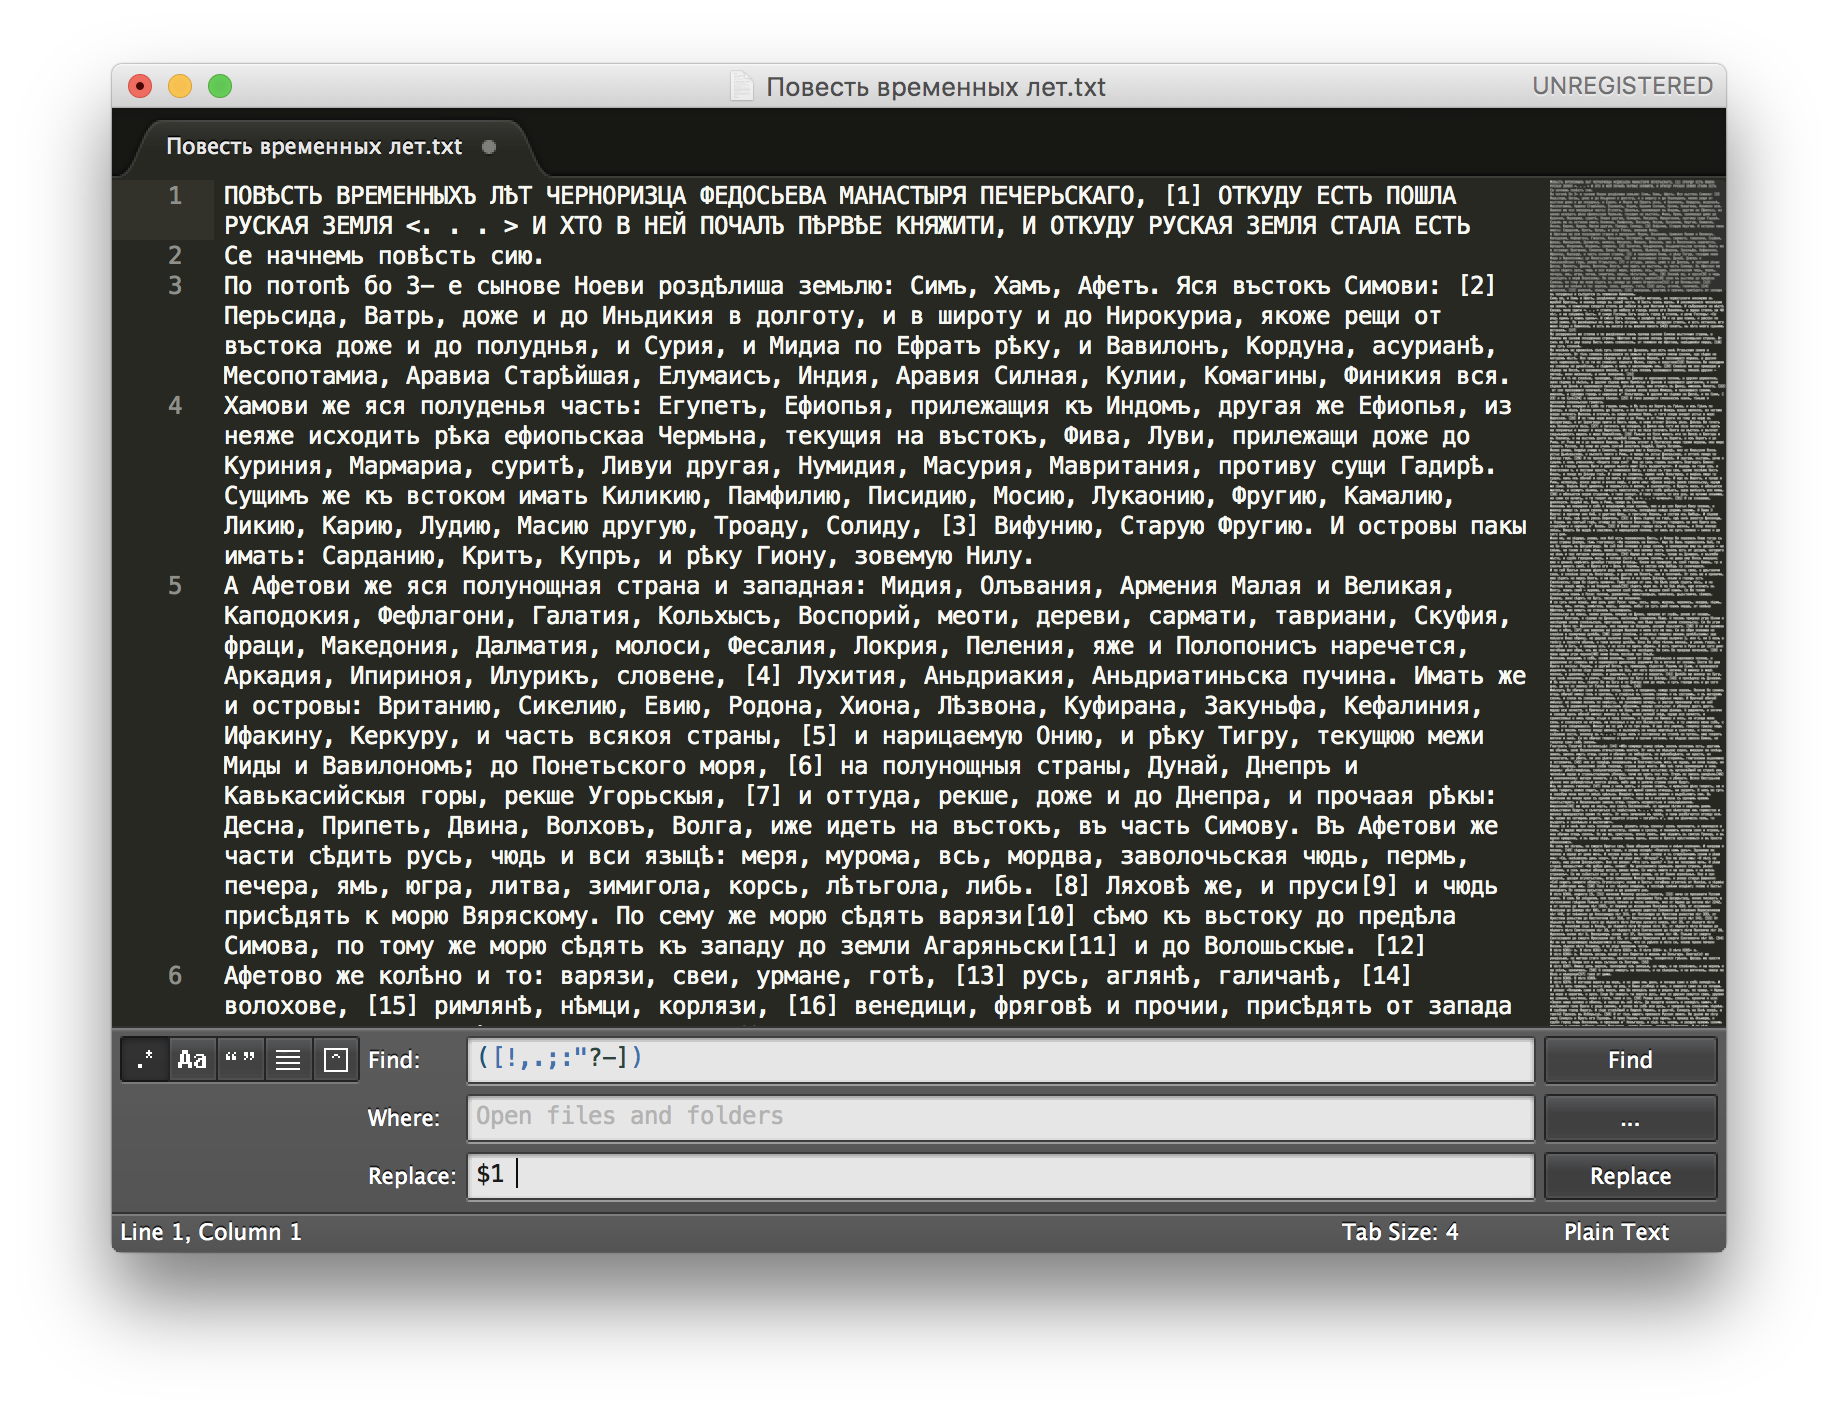 Повесть временных лет.txt
UNREGISTERED
Повесть временных лет.txt
1 ПОВѢСТЬ ВРЕМЕННЫХЪ ЛѢТ ЧЕРНОРИЗЦА ФЕДОСЬЕВА МАНАСТЫРЯ ПЕЧЕРЬСКАГО, [1] ОТКУДУ ЕСТЬ ПОШЛА
РУСКАЯ ЗЕМЛЯ <. . . > И ХТО В НЕЙ ПОЧАЛЪ ПѢРВѢЕ КНЯЖИТИ, И ОТКУДУ РУСКАЯ ЗЕМЛЯ СТАЛА ЕСТЬ
2 Се начнемь повѣсть сию.
3 По потопѣ бо 3– е сынове Ноеви роздѣлиша земьлю: Симъ, Хамъ, Афетъ. Яся въстокъ Симови: [2]
Перьсида, Ватрь, доже и до Иньдикия в долготу, и в широту и до Нирокуриа, якоже рещи от
въстока доже и до полуднья, и Сурия, и Мидиа по Ефратъ рѣку, и Вавилонъ, Кордуна, асурианѣ,
Месопотамиа, Аравиа Старѣйшая, Елумаисъ, Индия, Аравия Силная, Кулии, Комагины, Финикия вся.
4 Хамови же яся полуденья часть: Егупетъ, Ефиопья, прилежащия къ Индомъ, другая же Ефиопья, из
неяже исходить рѣка ефиопьскаа Чермьна, текущия на въстокъ, Фива, Луви, прилежащи доже до
Куриния, Мармариа, суритѣ, Ливуи другая, Нумидия, Масурия, Мавритания, противу сущи Гадирѣ.
Сущимъ же къ встоком имать Киликию, Памфилию, Писидию, Мосию, Лукаонию, Фругию, Камалию,
Ликию, Карию, Лудию, Масию другую, Троаду, Солиду, [3] Вифунию, Старую Фругию. И островы пакы
имать: Сарданию, Критъ, Купръ, и рѣку Гиону, зовемую Нилу.
5 А Афетови же яся полунощная страна и западная: Мидия, Олъвания, Армения Малая и Великая,
Каподокия, Фефлагони, Галатия, Кольхысъ, Воспорий, меоти, дереви, сармати, тавриани, Скуфия,
фраци, Македония, Далматия, молоси, Фесалия, Локрия, Пеления, яже и Полопонисъ наречется,
Аркадия, Ипириноя, Илурикъ, словене, [4] Лухития, Аньдриакия, Аньдриатиньска пучина. Имать же
и островы: Вританию, Сикелию, Евию, Родона, Хиона, Лѣзвона, Куфирана, Закуньфа, Кефалиния,
Ифакину, Керкуру, и часть всякоя страны, [5] и нарицаемую Онию, и рѣку Тигру, текущюю межи
Миды и Вавилономъ; до Понетьского моря, [6] на полунощныя страны, Дунай, Днепръ и
Кавькасийскыя горы, рекше Угорьскыя, [7] и оттуда, рекше, доже и до Днепра, и прочаая рѣкы:
Десна, Припеть, Двина, Волховъ, Волга, иже идеть на въстокъ, въ часть Симову. Въ Афетови же
части сѣдить русь, чюдь и вси языцѣ: меря, мурома, всь, мордва, заволочьская чюдь, пермь,
печера, ямь, югра, литва, зимигола, корсь, лѣтьгола, либь. [8] Ляховѣ же, и пруси[9] и чюдь
присѣдять к морю Вяряскому. По сему же морю сѣдять варязи[10] сѣмо къ вьстоку до предѣла
Симова, по тому же морю сѣдять къ западу до земли Агаряньски[11] и до Волошьскые. [12]
6 Афетово же колѣно и то: варязи, свеи, урмане, готѣ, [13] русь, аглянѣ, галичанѣ, [14]
волохове, [15] римлянѣ, нѣмци, корлязи, [16] венедици, фряговѣ и прочии, присѣдять от запада
.* Aa “ ” Find: ([!,.;:"?–]) Find
Where: Open files and folders ...
Replace: $1 Replace
Line 1, Column 1 Tab Size: 4 Plain Text